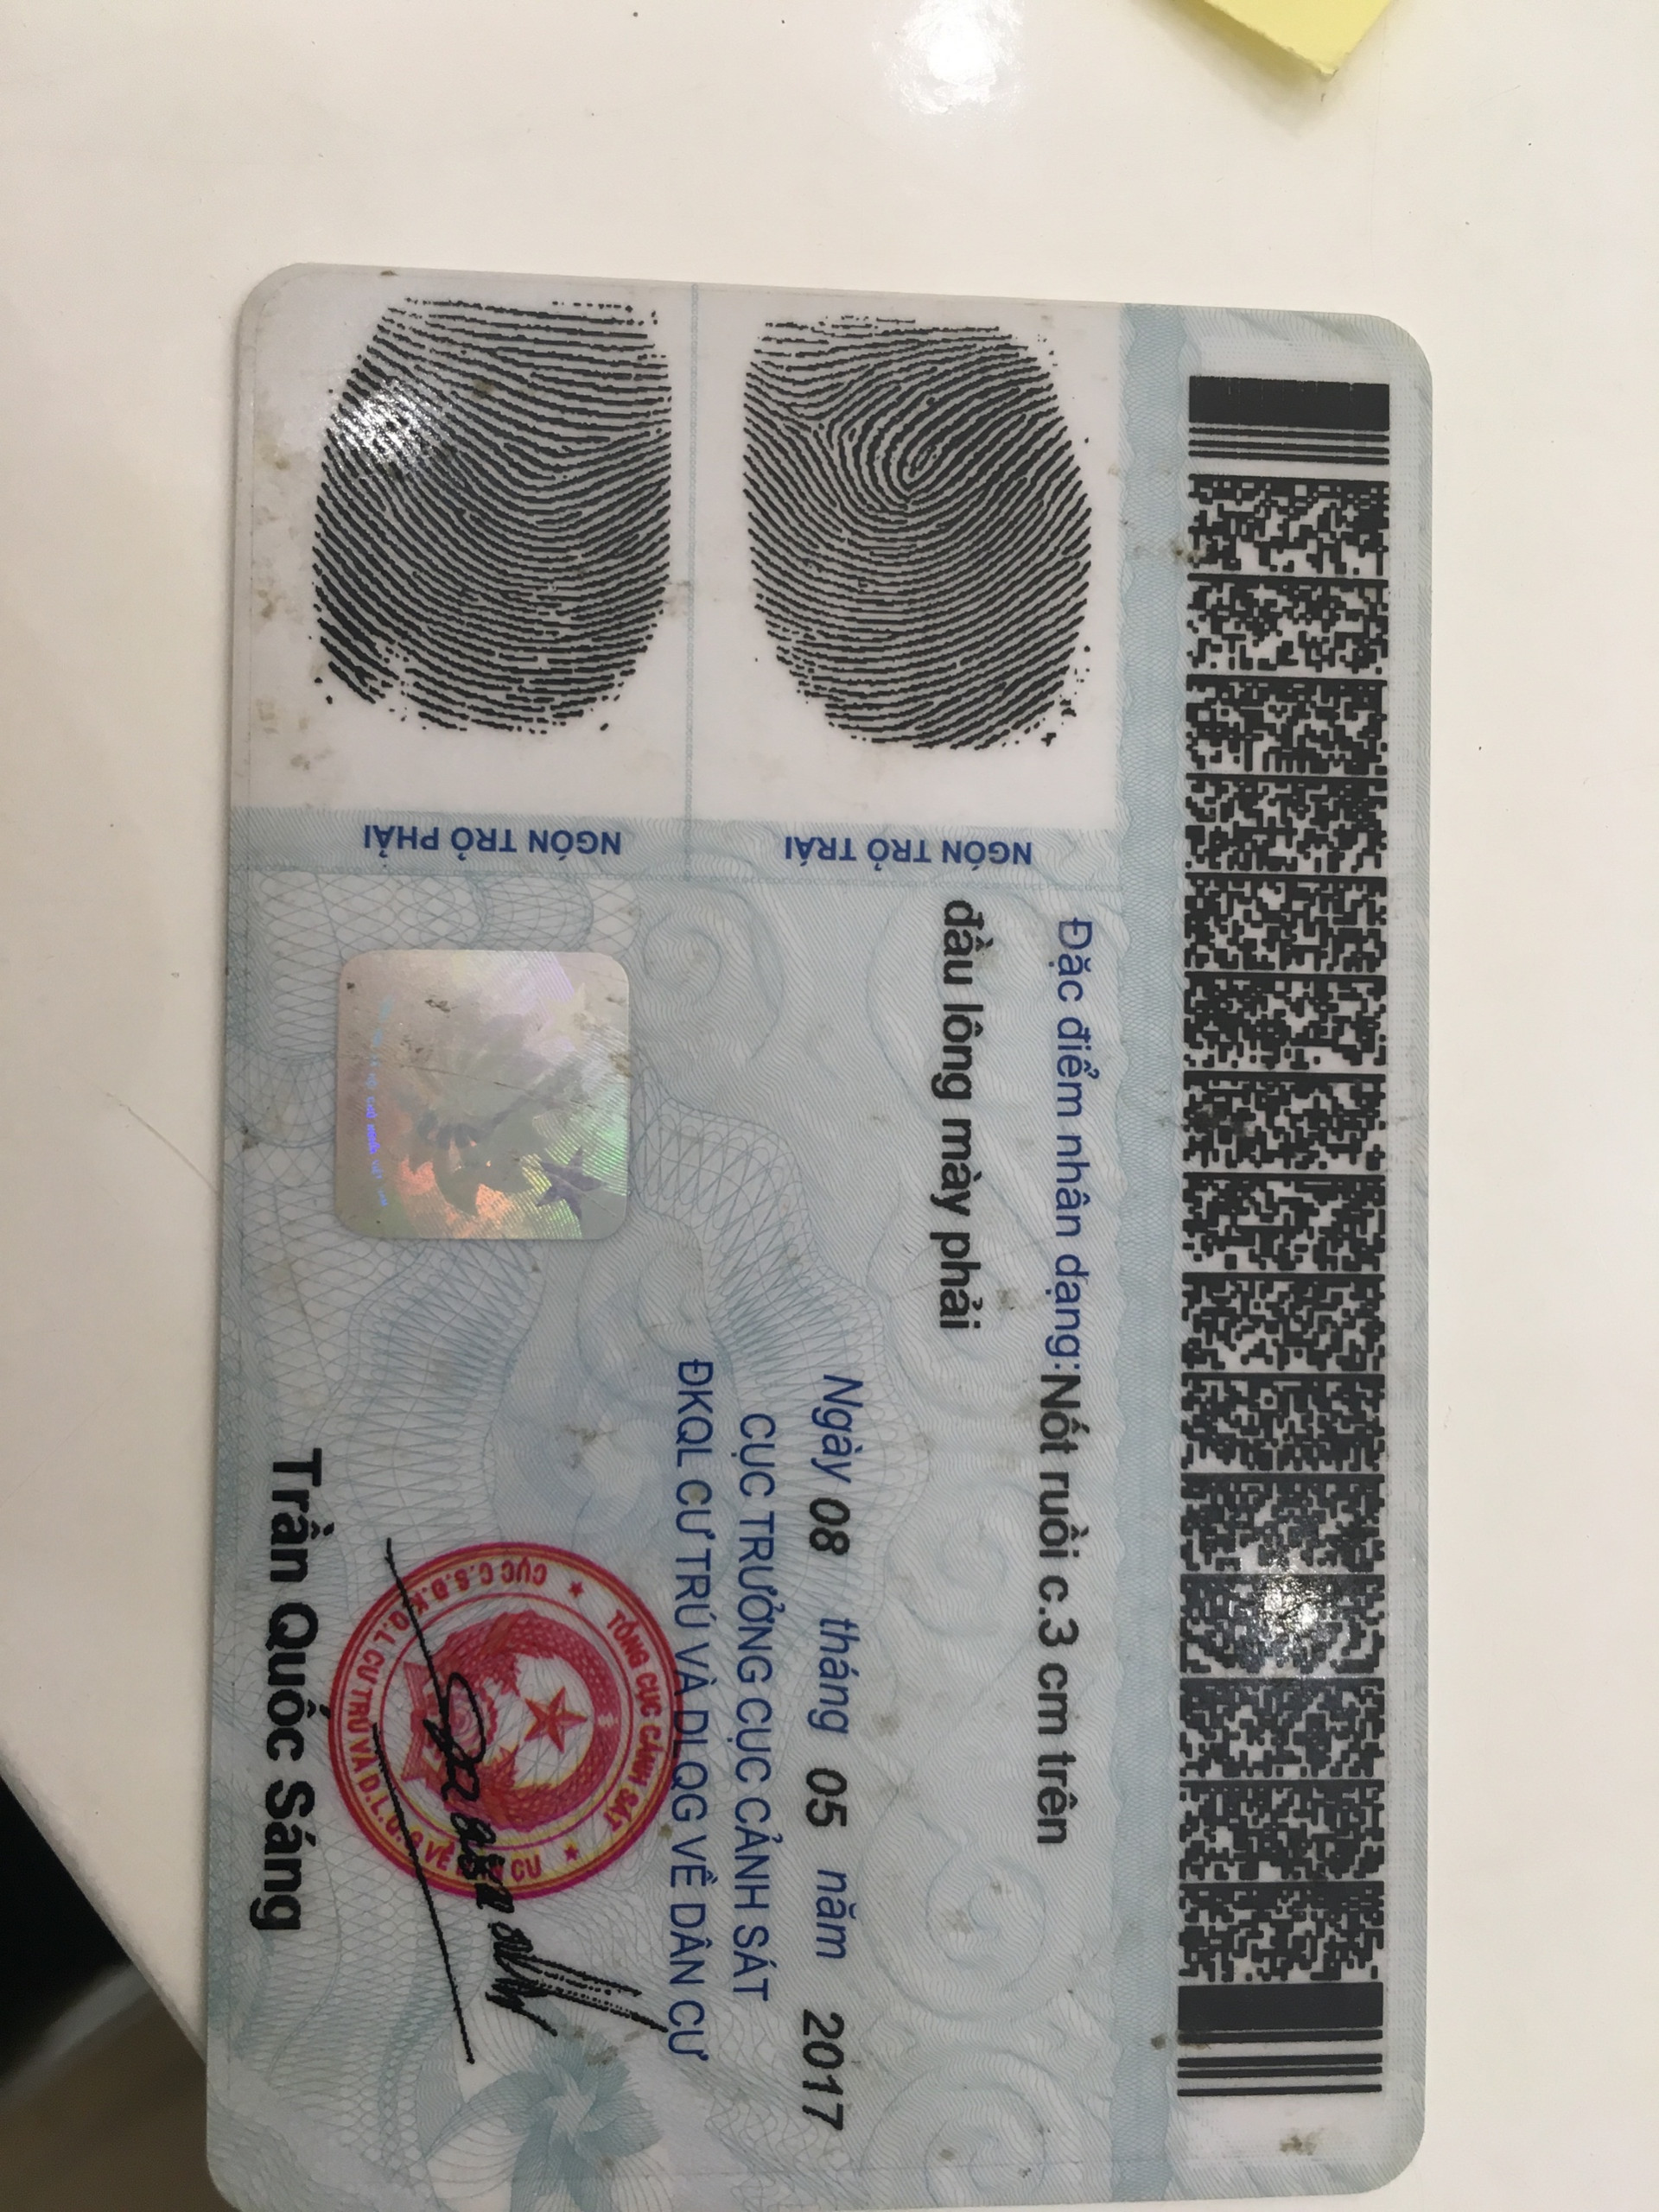 Đặc điểm nhân dạng: Nốt ruồi c.3 cm trên
đầu lông mày phải
NGÓN TRỎ TRÁI
NGÓN TRỎ PHẢI
Ngày 08 tháng 05 năm 2017
CỤC TRƯỞNG CỤC CẢNH SÁT
ĐKQL CƯ TRÚ VÀ DLQG VỀ DÂN CƯ
TỔNG CỤC CẢNH SÁT
CỤC C.S.Đ.K.Q.L CƯ TRÚ VÀ D.L.Q.G VỀ CƯ
Trần Quốc Sáng